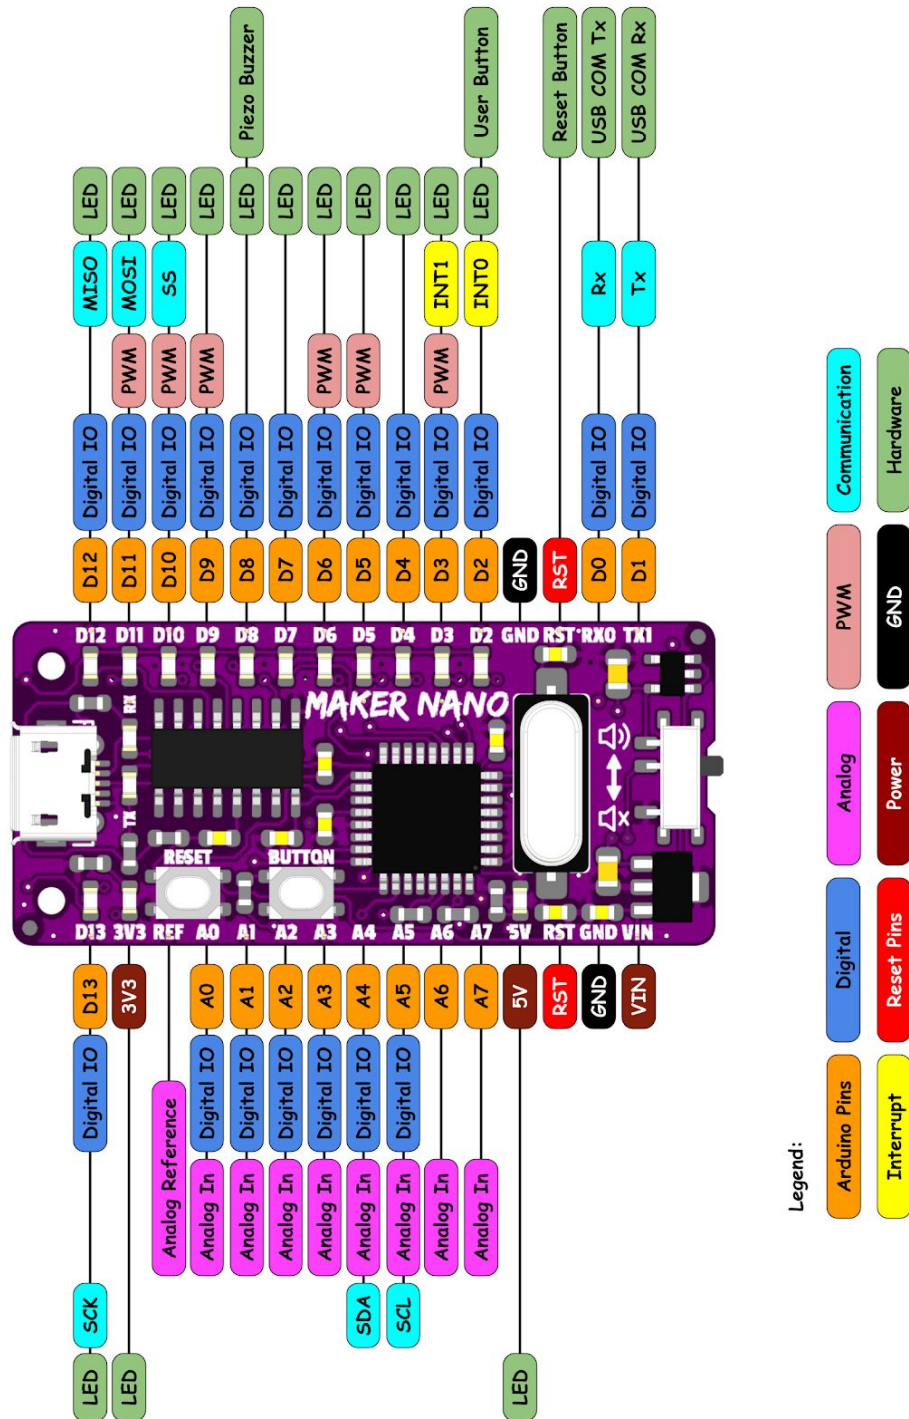 Piezo Buzzer
User Button
Reset Button
USB COM Tx
USB COM Rx
LED
LED
LED
LED
LED
LED
LED
LED
LED
LED
LED
MISO
MOSI
SS
INT1
INT0
Rx
Tx
PWM
PWM
PWM
PWM
PWM
PWM
Digital IO
Digital IO
Digital IO
Digital IO
Digital IO
Digital IO
Digital IO
Digital IO
Digital IO
Digital IO
Digital IO
Digital IO
Digital IO
D12
D11
D10
D9
D8
D7
D6
D5
D4
D3
D2
GND
RST
D0
D1
D12 D11 D10 D9 D8 D7 D6 D5 D4 D3 D2 GND RST RX0 TX1
RX
MAKER NANO
TX
RESET
BUTTON
D13 3V3 REF A0 A1 A2 A3 A4 A5 A6 A7 5V RST GND VIN
D13
3V3
A0
A1
A2
A3
A4
A5
A6
A7
5V
RST
GND
VIN
Digital IO
Digital IO
Digital IO
Digital IO
Digital IO
Digital IO
Digital IO
Analog Reference
Analog In
Analog In
Analog In
Analog In
Analog In
Analog In
Analog In
Analog In
SCK
SDA
SCL
LED
LED
LED
Legend:
Arduino Pins
Digital
Analog
PWM
Communication
Interrupt
Reset Pins
Power
GND
Hardware